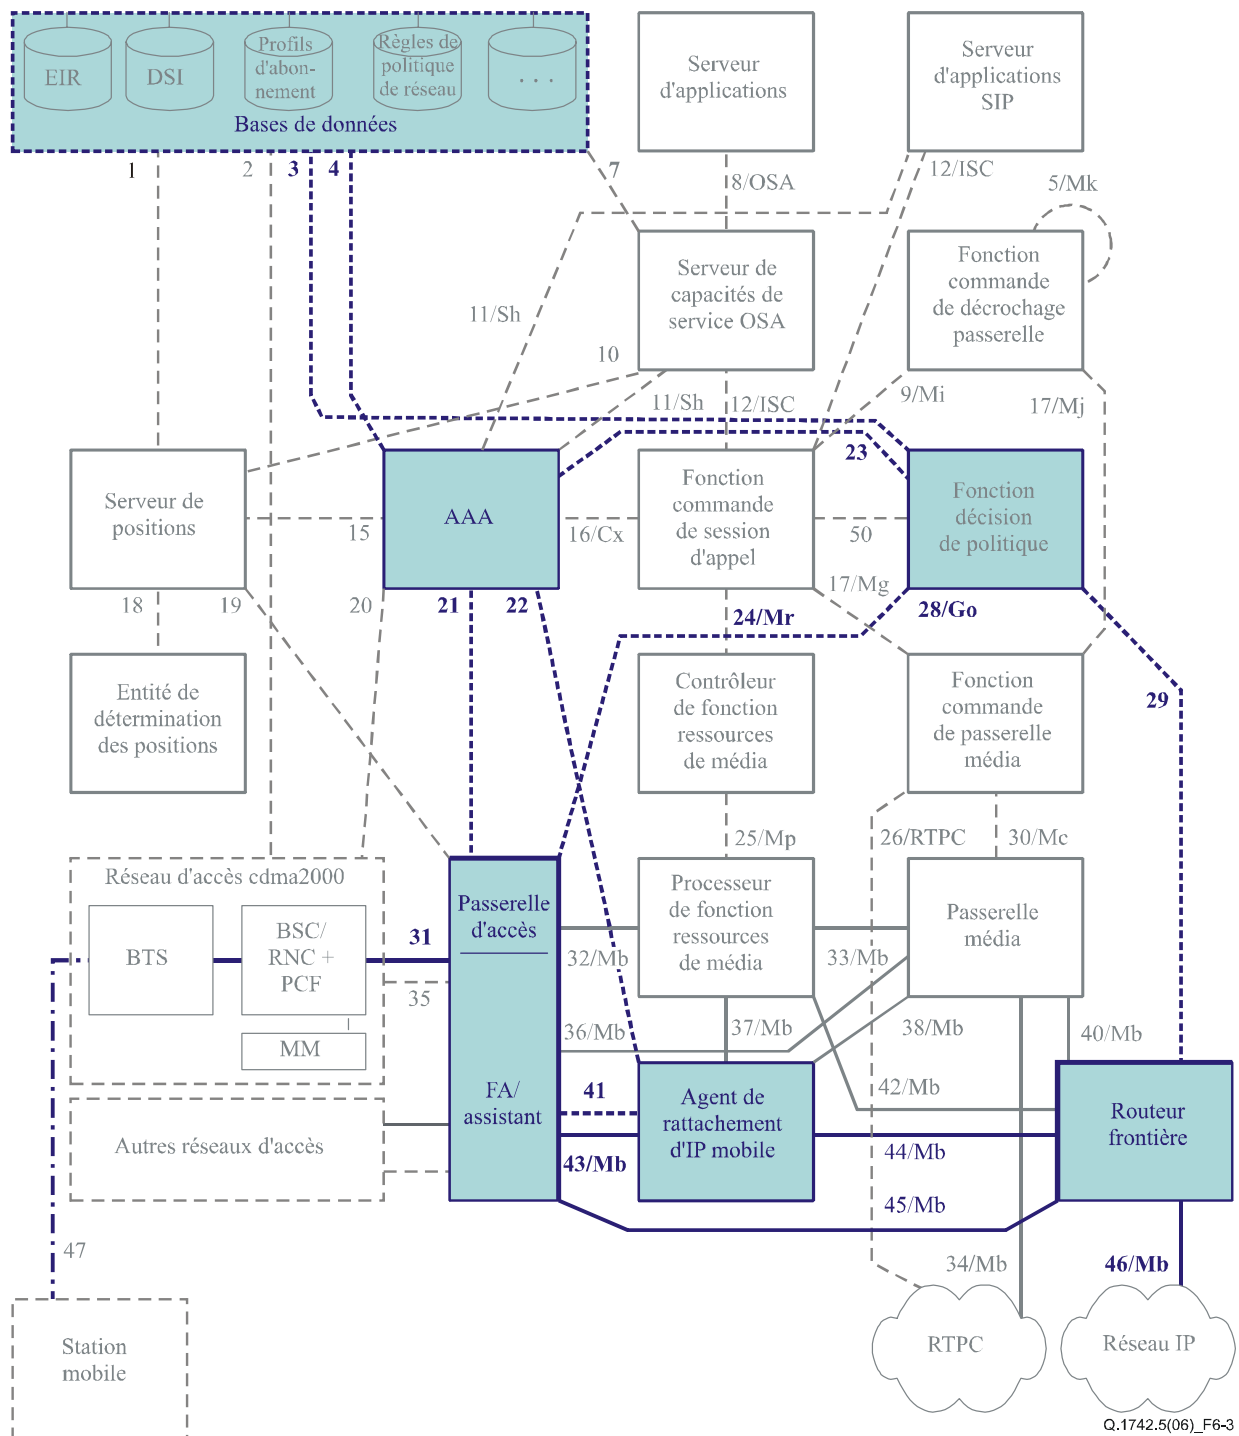 EIR
DSI
Profils
d'abon-
nement
Règles de
politique
de réseau
. . .
Bases de données
Serveur
d'applications
Serveur
d'applications
SIP
1
2
3
4
7
8/OSA
12/ISC
5/Mk
Serveur de
capacités de
service OSA
Fonction
commande
de décrochage
passerelle
11/Sh
10
11/Sh
12/ISC
9/Mi
17/Mj
23
Serveur de
positions
15
AAA
16/Cx
Fonction
commande
de session
d'appel
50
Fonction
décision
de politique
18
19
20
21
22
24/Mr
17/Mg
28/Go
29
Entité de
détermination
des positions
Contrôleur
de fonction
ressources
de média
Fonction
commande
de passerelle
média
25/Mp
26/RTPC
30/Mc
Réseau d'accès cdma2000
BTS
BSC/
RNC +
PCF
MM
31
35
Passerelle
d'accès
FA/
assistant
32/Mb
Processeur
de fonction
ressources
de média
33/Mb
Passerelle
média
36/Mb
37/Mb
38/Mb
40/Mb
41
42/Mb
Autres réseaux d'accès
43/Mb
Agent de
rattachement
d'IP mobile
44/Mb
45/Mb
Routeur
frontière
47
34/Mb
46/Mb
Station
mobile
RTPC
Réseau IP
Q.1742.5(06)_F6-3